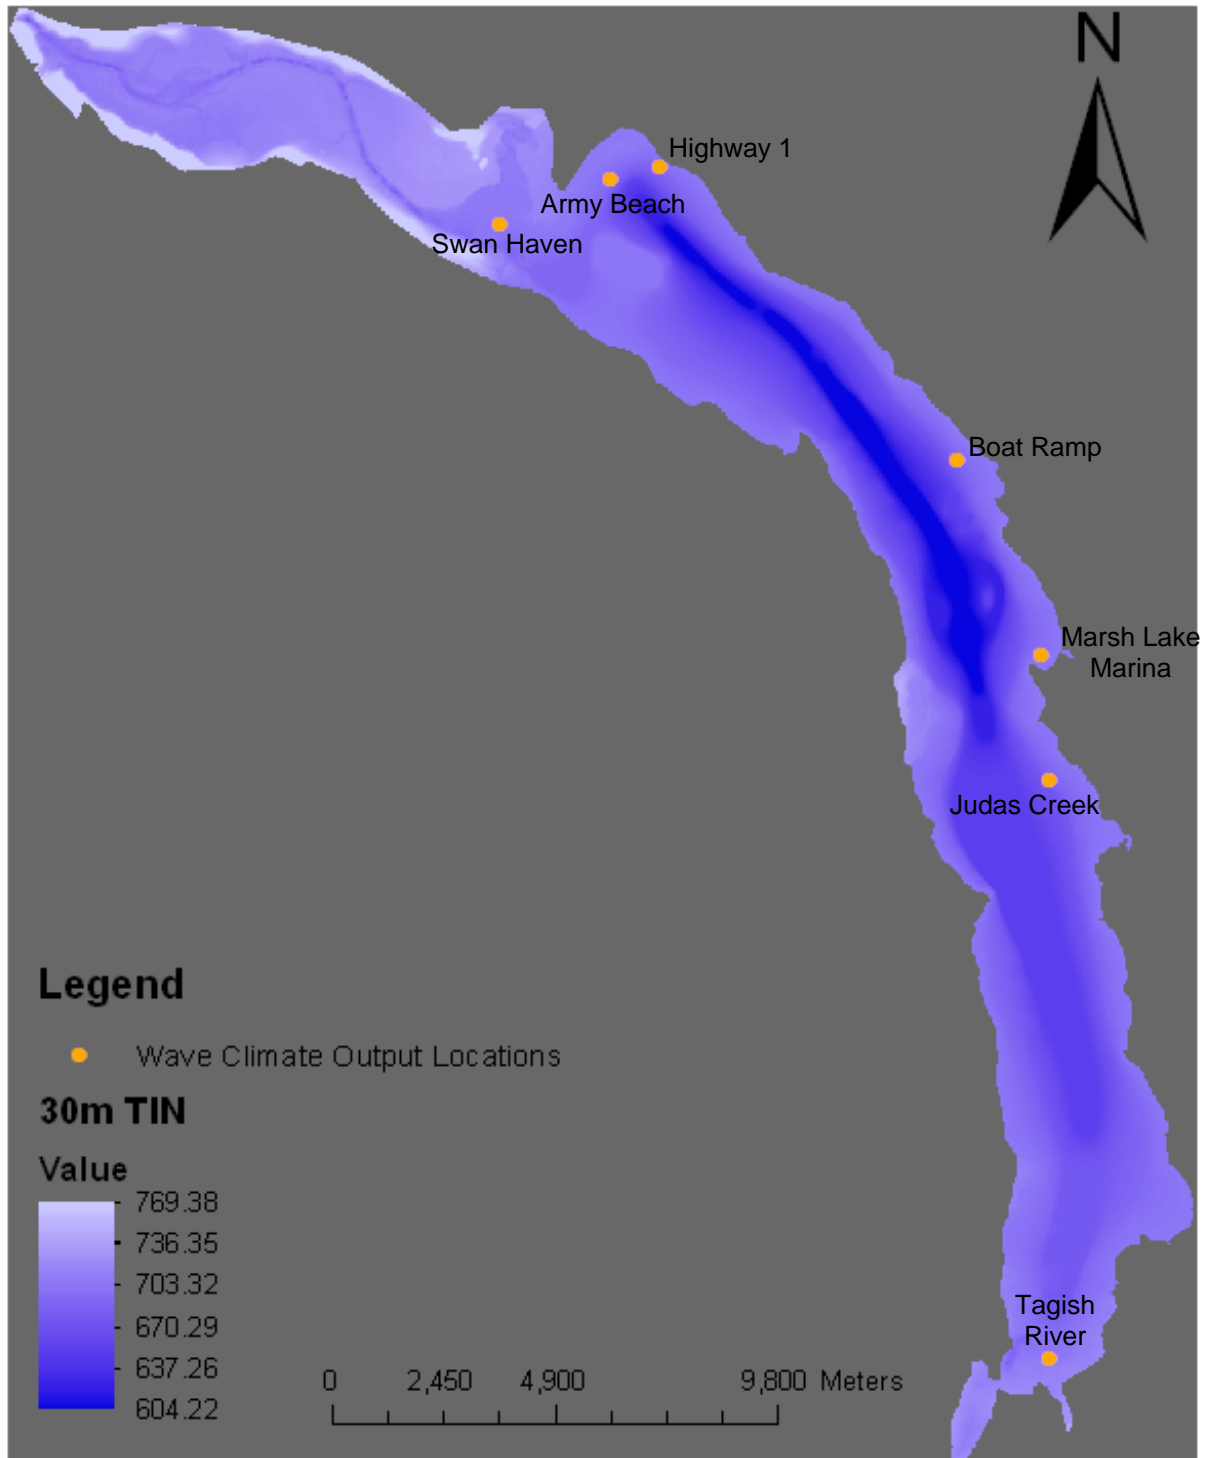 N
Highway 1
Army Beach
Swan Haven
Boat Ramp
Marsh Lake
Marina
Judas Creek
Legend
Wave Climate Output Locations
30m TIN
Value
769.38
736.35
703.32
670.29
637.26
604.22
0 2,450 4,900 9,800 Meters
Tagish
River